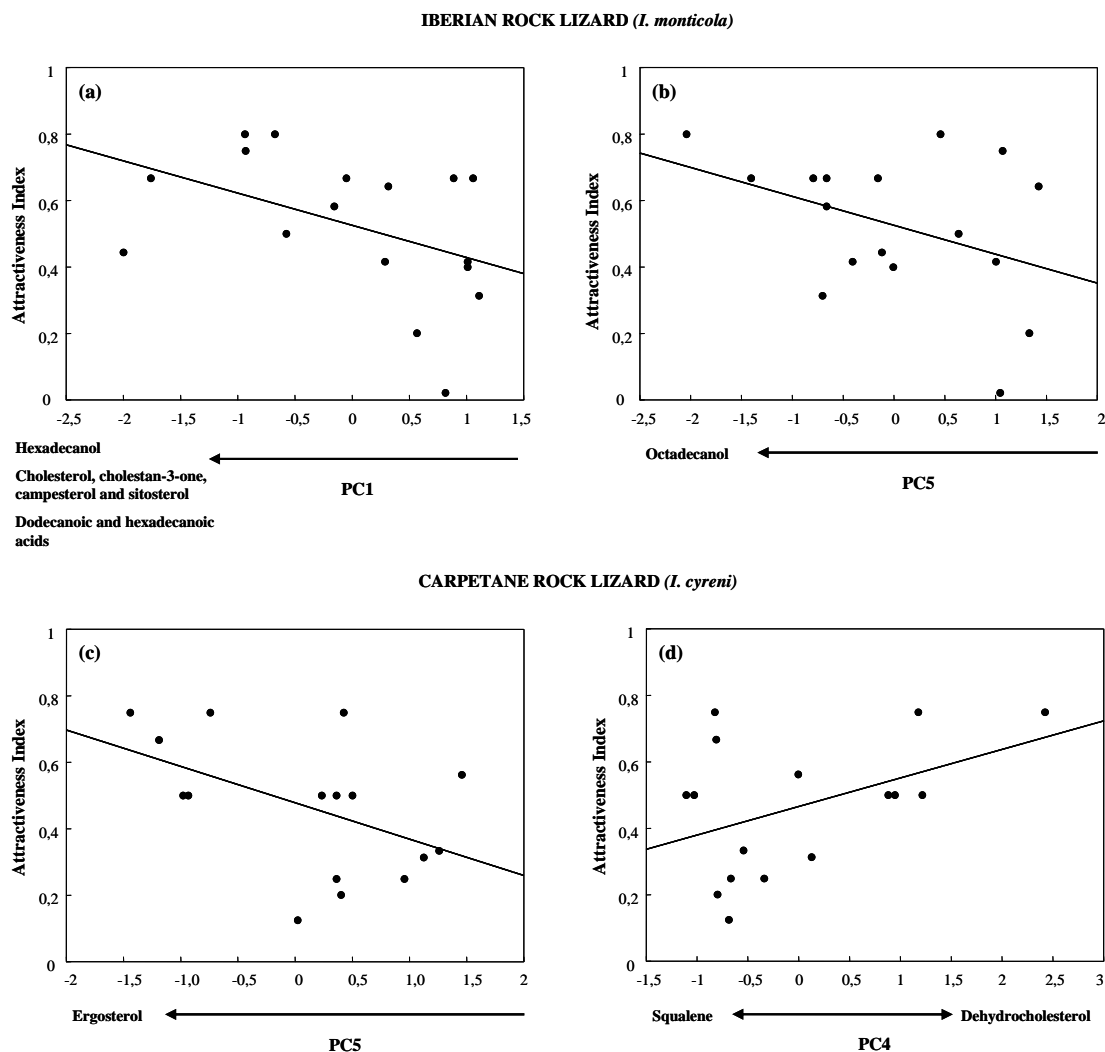 IBERIAN ROCK LIZARD (I. monticola)
(a)
Attractiveness Index
1
0,8
0,6
0,4
0,2
0
-2,5 -2 -1,5 -1 -0,5 0 0,5 1 1,5
Hexadecanol
Cholesterol, cholestan-3-one,
campesterol and sitosterol
Dodecanoic and hexadecanoic
acids
PC1
(b)
Attractiveness Index
1
0,8
0,6
0,4
0,2
0
-2,5 -2 -1,5 -1 -0,5 0 0,5 1 1,5 2
Octadecanol
PC5
CARPETANE ROCK LIZARD (I. cyreni)
(c)
Attractiveness Index
1
0,8
0,6
0,4
0,2
0
-2 -1,5 -1,0 -0,5 0 0,5 1,0 1,5 2
Ergosterol
PC5
(d)
Attractiveness Index
1
0,8
0,6
0,4
0,2
0
-1,5 -1 -0,5 0 0,5 1 1,5 2 2,5 3
Squalene
Dehydrocholesterol
PC4